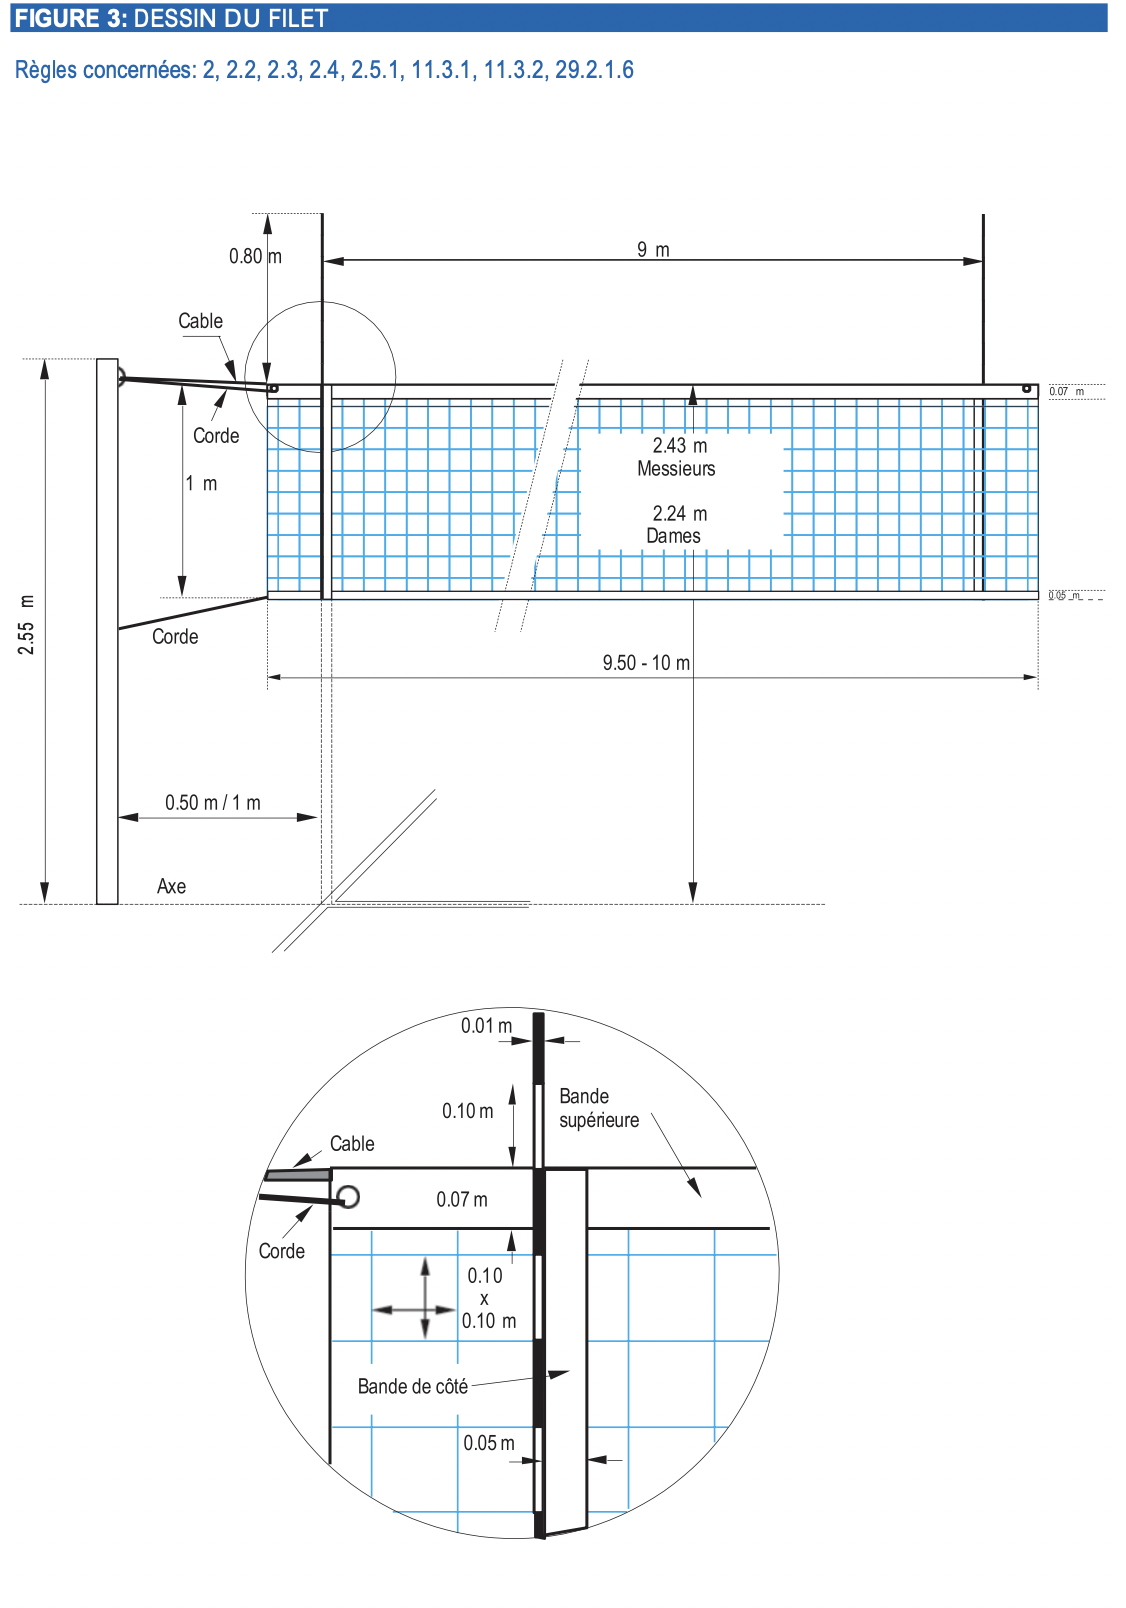 FIGURE 3: DESSIN DU FILET
Règles concernées: 2, 2.2, 2.3, 2.4, 2.5.1, 11.3.1, 11.3.2, 29.2.1.6
0.80 m
9 m
Cable
Corde
0.07 m
2.43 m
Messieurs
1 m
2.24 m
Dames
2.55 m
0.05 m
Corde
9.50 - 10 m
0.50 m / 1 m
Axe
0.01 m
0.10 m
Bande
supérieure
Cable
0.07 m
Corde
0.10
x
0.10 m
Bande de côté
0.05 m